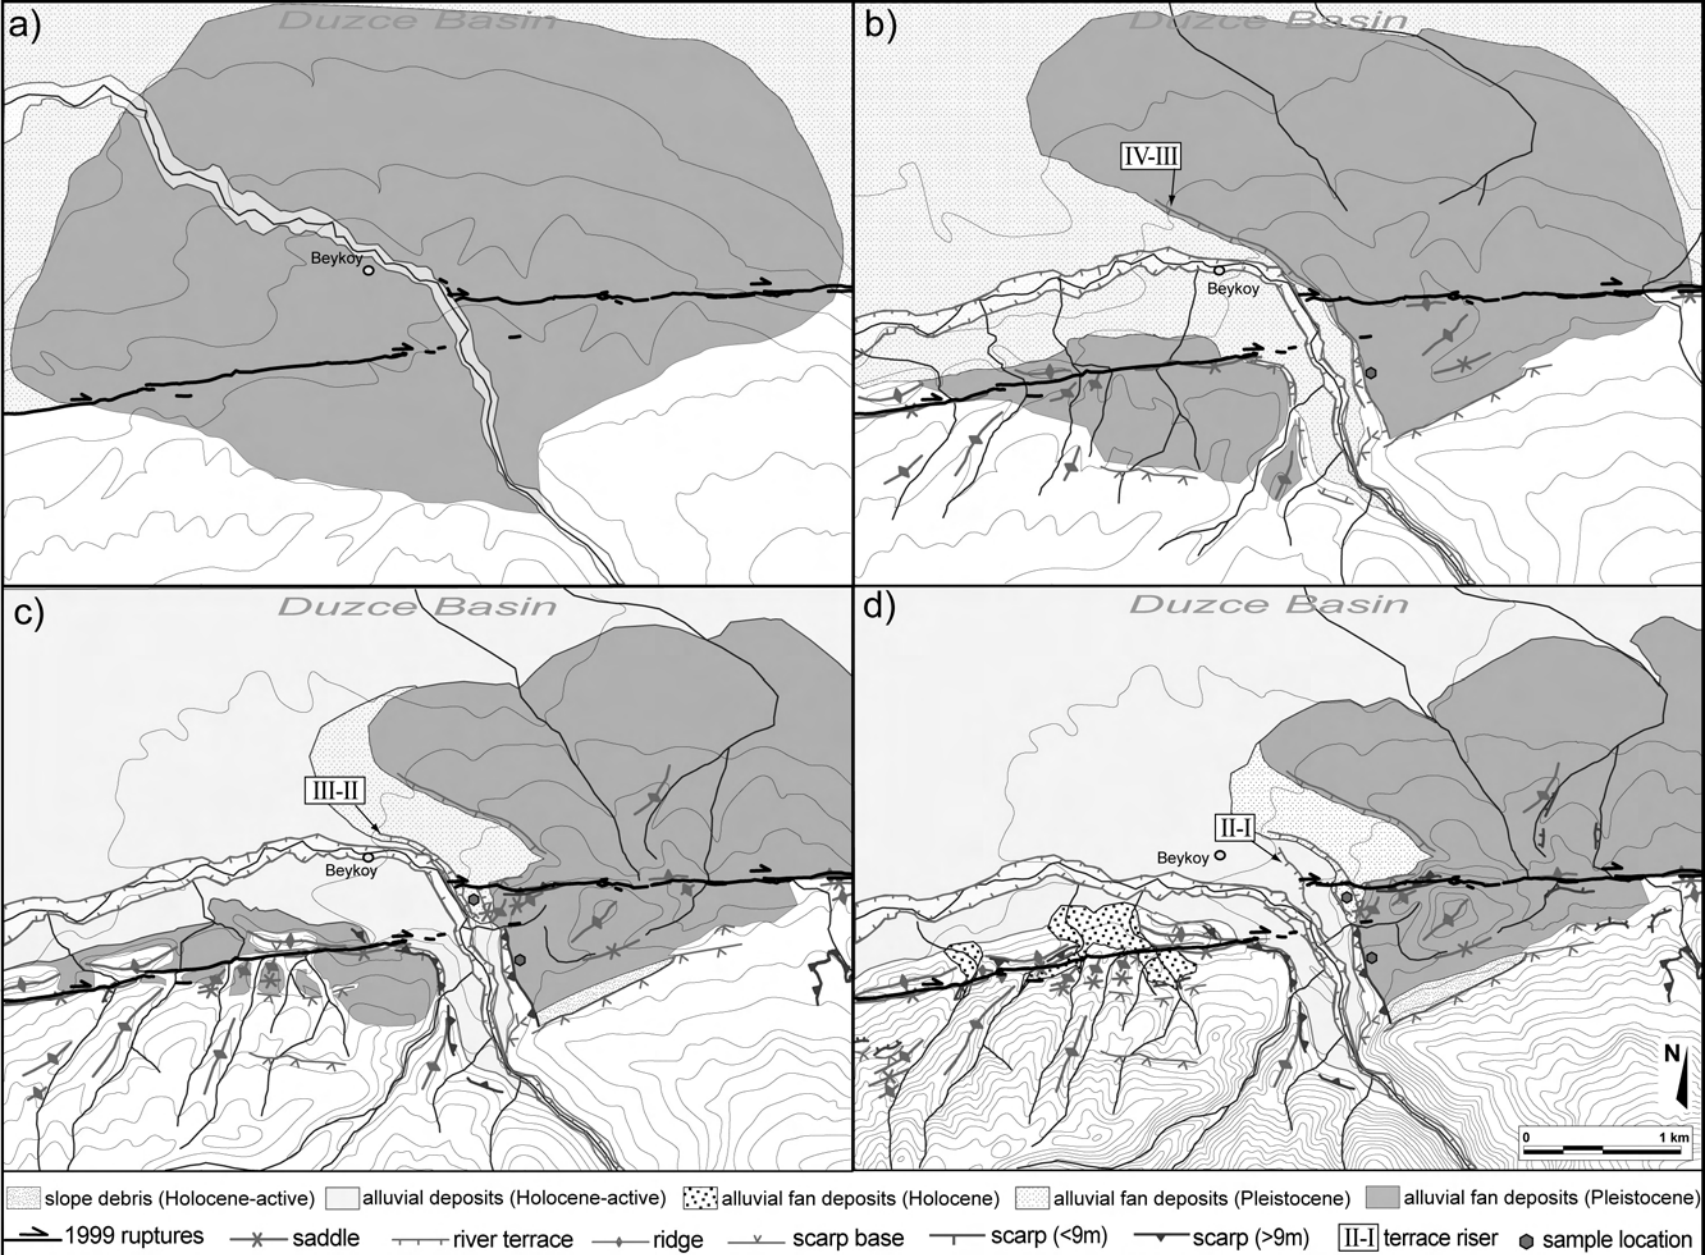 a)
Duzce Basin
Beykoy
b)
Duzce Basin
IV-III
Beykoy
c)
Duzce Basin
III-II
Beykoy
d)
Duzce Basin
II-I
Beykoy
N
0 1 km
slope debris (Holocene-active) alluvial deposits (Holocene-active) alluvial fan deposits (Holocene) alluvial fan deposits (Pleistocene) alluvial fan deposits (Pleistocene)
1999 ruptures saddle river terrace ridge scarp base scarp (<9m) scarp (>9m) II-I terrace riser sample location